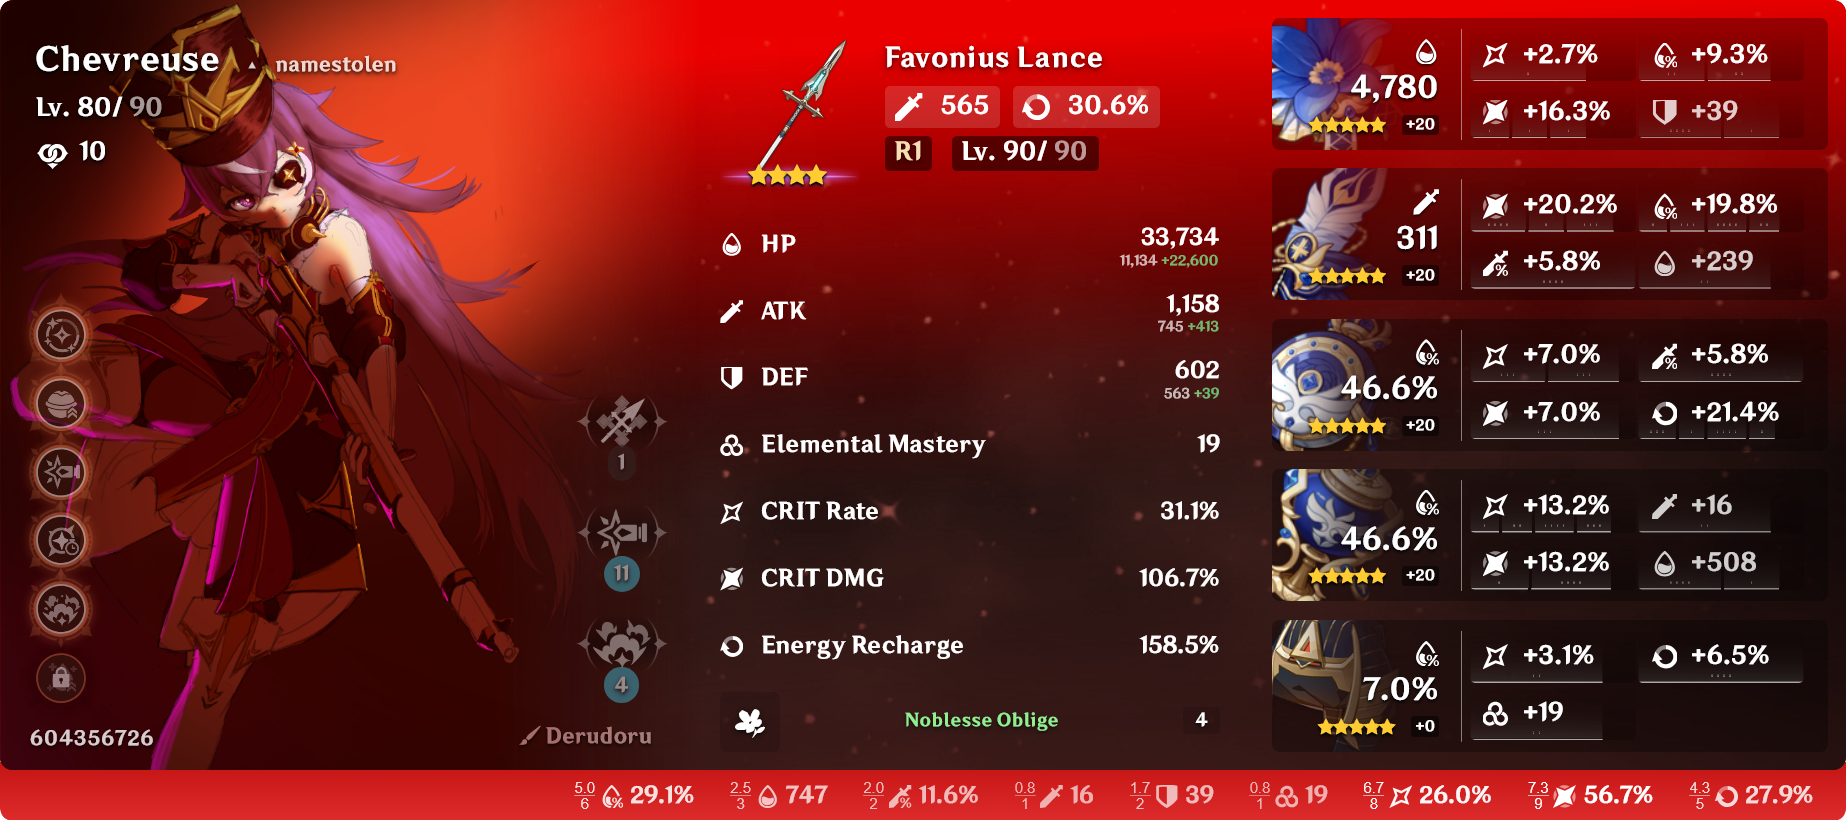 Chevreuse ▲ namestolen
Lv. 80/ 90
10
1
11
4
604356726
Derudoru
Favonius Lance
565 30.6%
R1 Lv. 90/ 90
HP 33,734
11,134 +22,600
ATK 1,158
745 +413
DEF 602
563 +39
Elemental Mastery 19
CRIT Rate 31.1%
CRIT DMG 106.7%
Energy Recharge 158.5%
Noblesse Oblige 4
4,780
+20
+2.7% +9.3%
+16.3% +39
311
+20
+20.2% +19.8%
+5.8% +239
46.6%
+20
+7.0% +5.8%
+7.0% +21.4%
46.6%
+20
+13.2% +16
+13.2% +508
7.0%
+0
+3.1% +6.5%
+19
5.0/6 29.1% 2.5/3 747 2.0/2 11.6% 0.8/1 16 1.7/2 39 0.8/1 19 6.7/8 26.0% 7.3/9 56.7% 4.3/5 27.9%